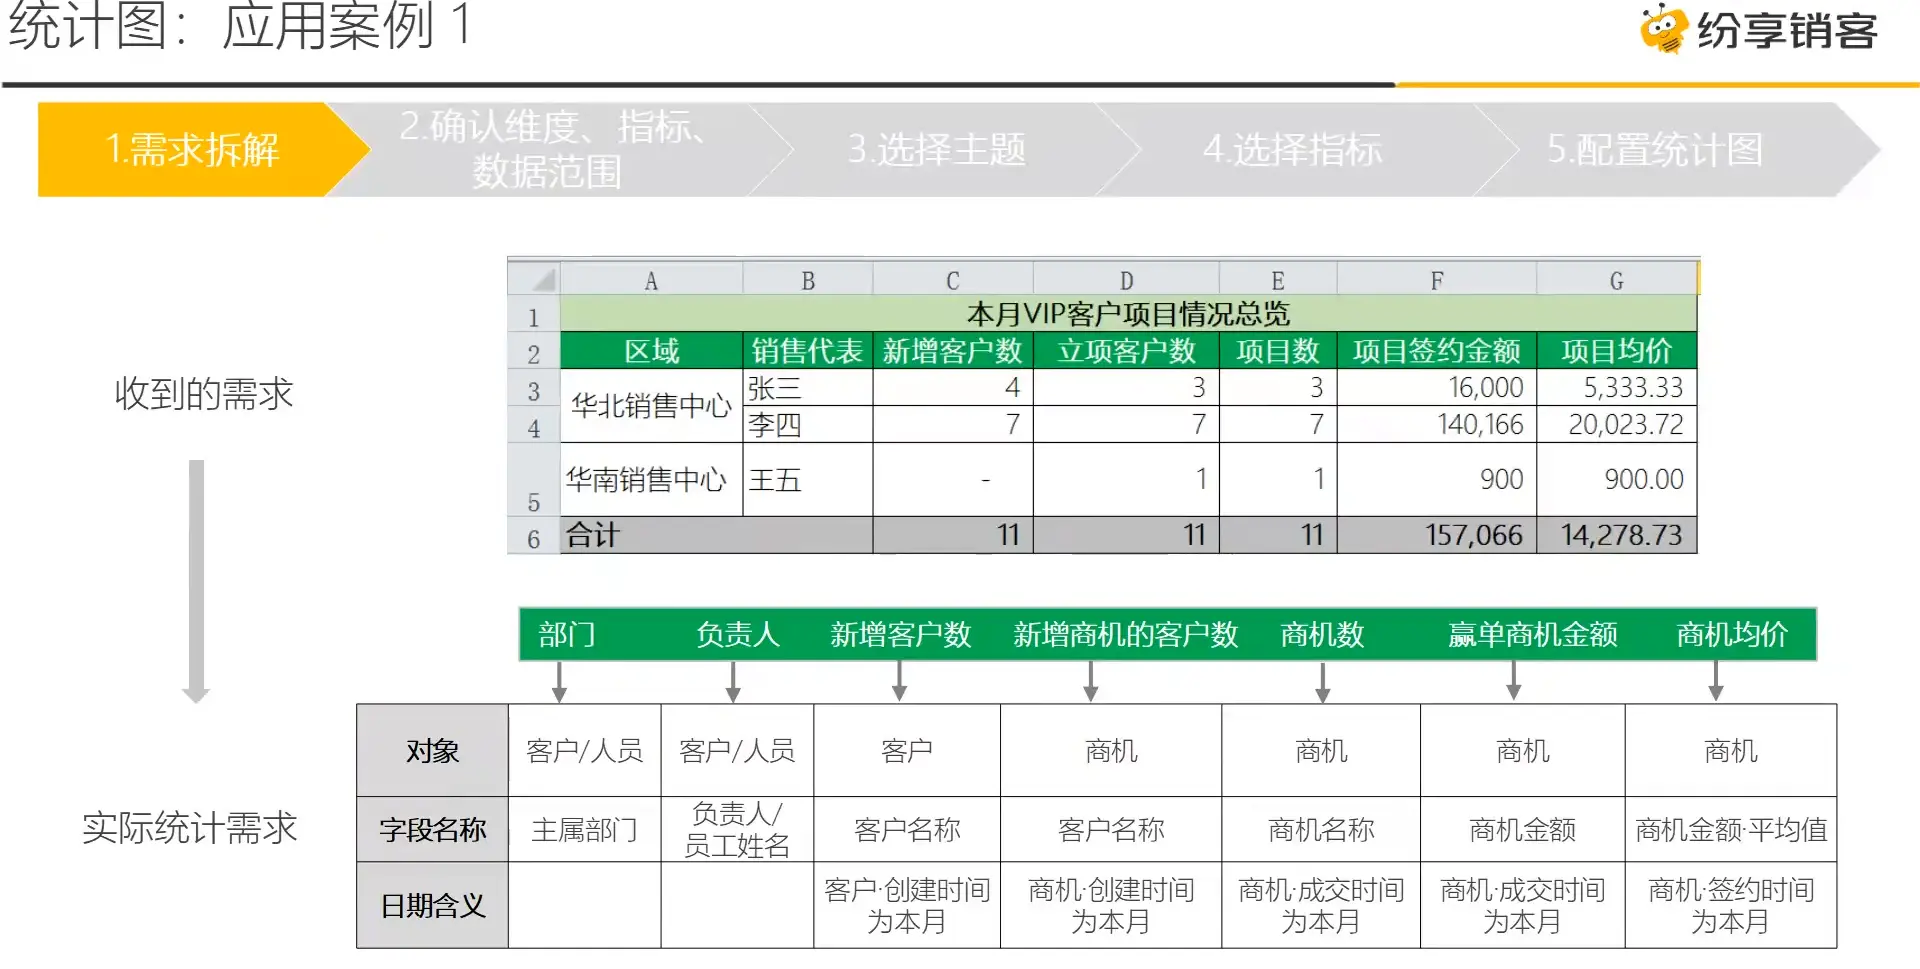 统计图：应用案例 1
纷享销客
1.需求拆解
2.确认维度、指标、
数据范围
3.选择主题
4.选择指标
5.配置统计图
收到的需求
A B C D E F G
1 本月VIP客户项目情况总览
2 区域 销售代表 新增客户数 立项客户数 项目数 项目签约金额 项目均价
3 华北销售中心 张三 4 3 3 16,000 5,333.33
4 李四 7 7 7 140,166 20,023.72
5 华南销售中心 王五 - 1 1 900 900.00
6 合计 11 11 11 157,066 14,278.73
部门 负责人 新增客户数 新增商机的客户数 商机数 赢单商机金额 商机均价
实际统计需求
对象 客户/人员 客户/人员 客户 商机 商机 商机 商机
字段名称 主属部门 负责人/
员工姓名 客户名称 客户名称 商机名称 商机金额 商机金额·平均值
日期含义 客户·创建时间
为本月 商机·创建时间
为本月 商机·成交时间
为本月 商机·成交时间
为本月 商机·签约时间
为本月